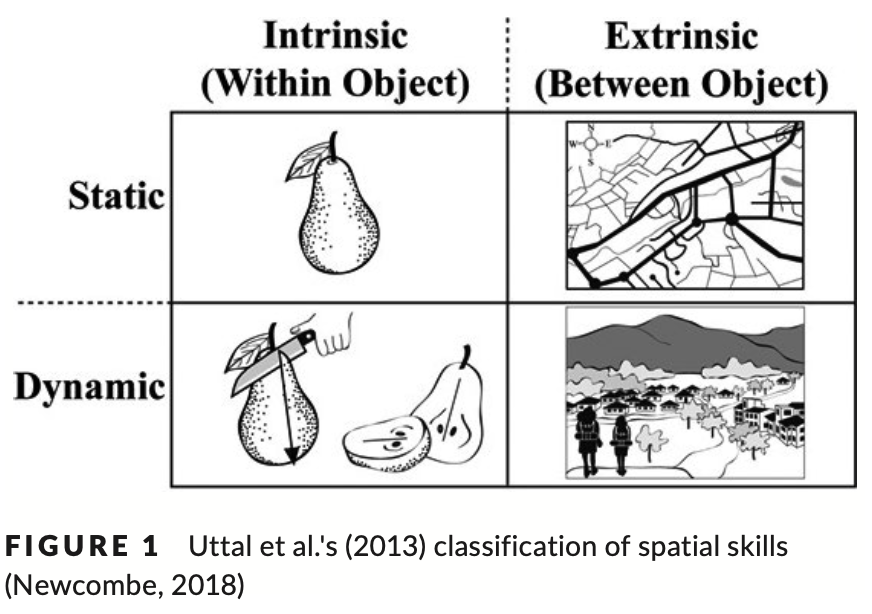 Intrinsic
(Within Object)
Extrinsic
(Between Object)
Static
N
W E
S
Dynamic
FIGURE 1 Uttal et al.'s (2013) classification of spatial skills
(Newcombe, 2018)